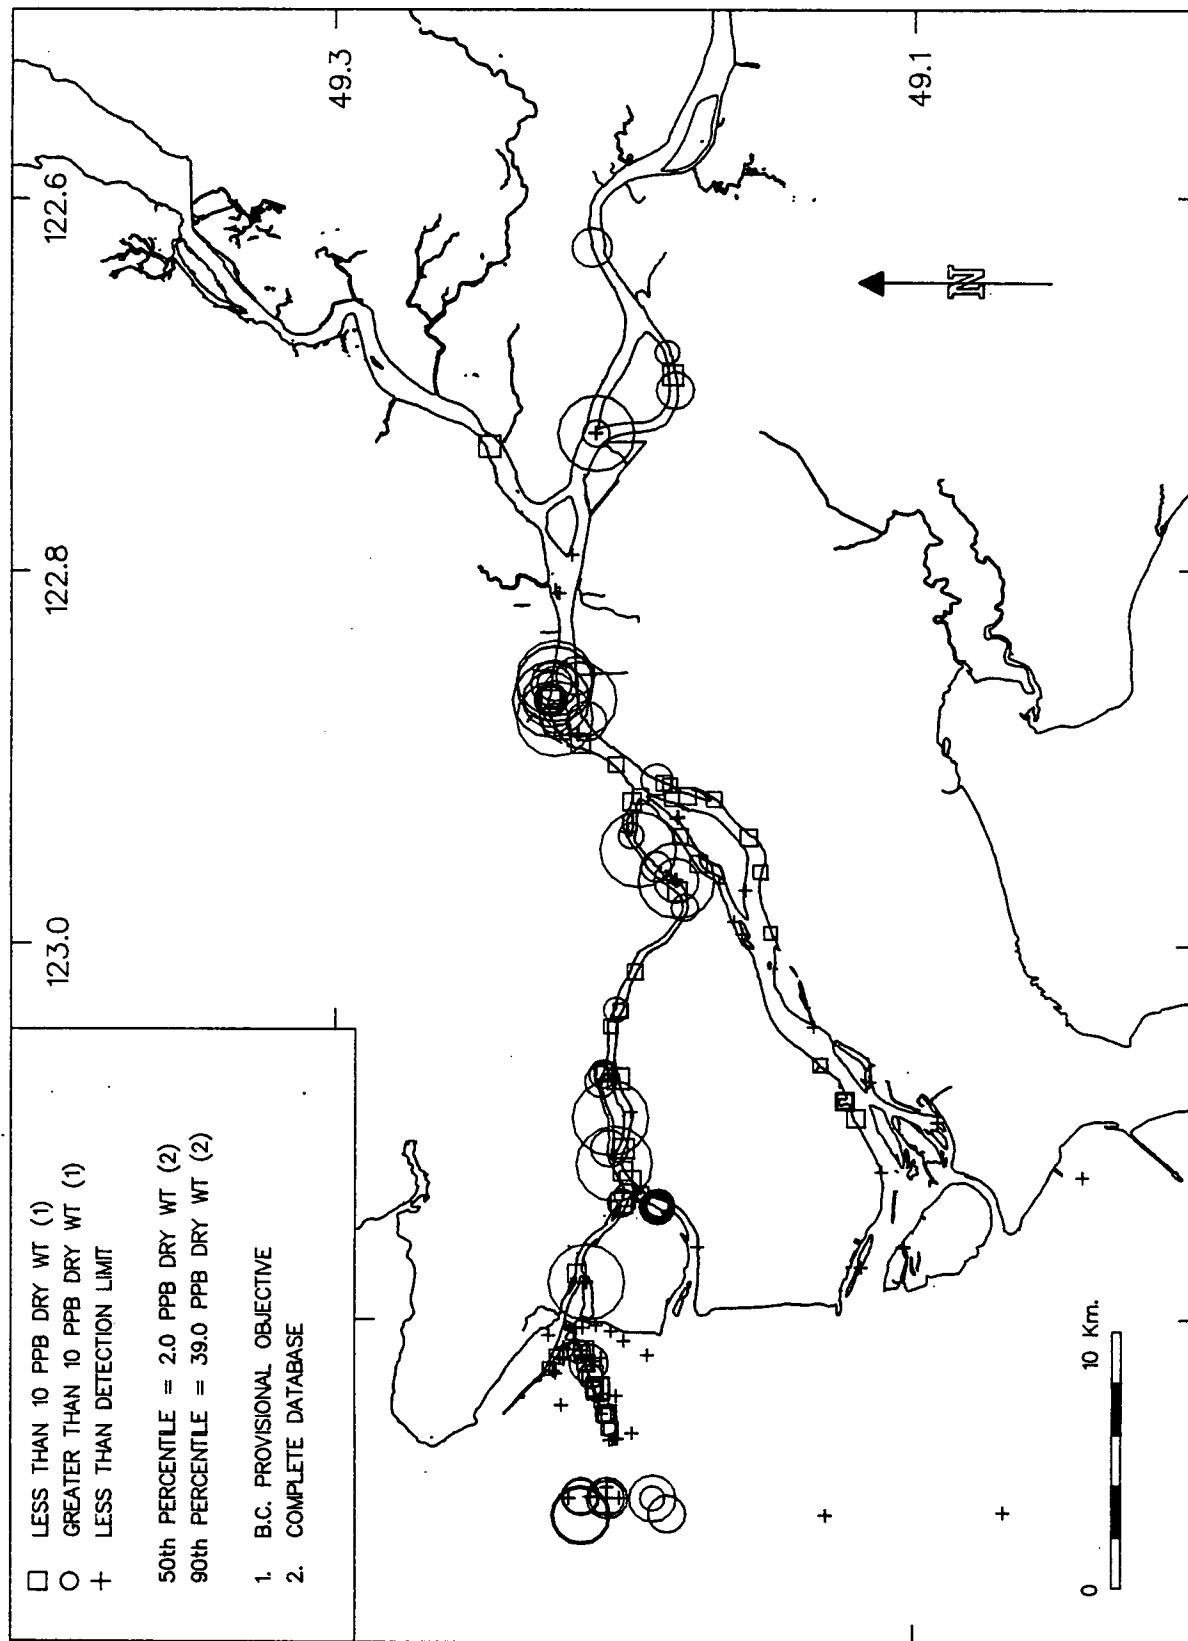 LESS THAN 10 PPB DRY WT (1)
GREATER THAN 10 PPB DRY WT (1)
LESS THAN DETECTION LIMIT
50th PERCENTILE = 2.0 PPB DRY WT (2)
90th PERCENTILE = 39.0 PPB DRY WT (2)
1. B.C. PROVISIONAL OBJECTIVE
2. COMPLETE DATABASE
123.0
122.8
122.6
49.3
49.1
N
0
10 Km.